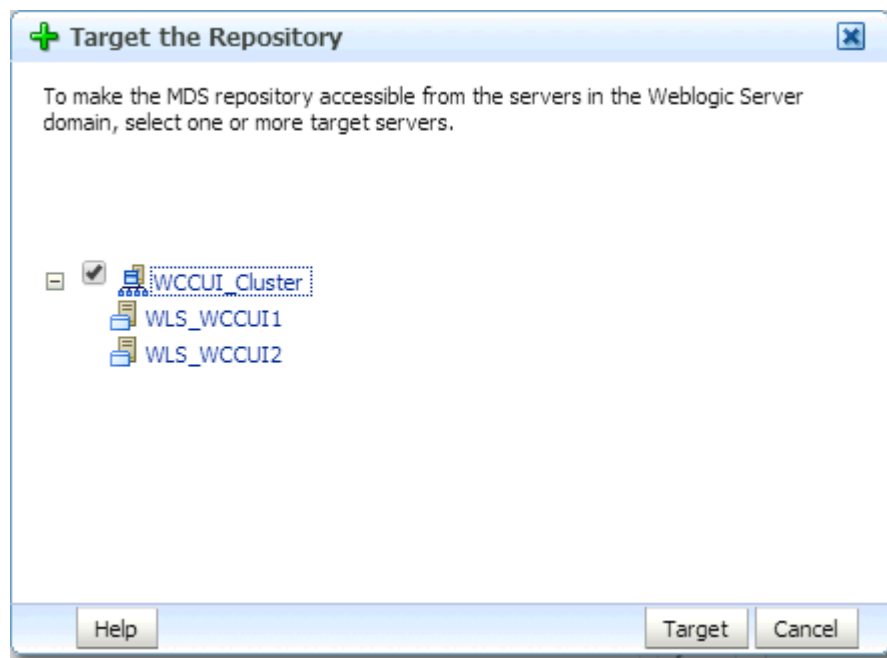 Target the Repository
To make the MDS repository accessible from the servers in the Weblogic Server
domain, select one or more target servers.
WCCUI_Cluster
WLS_WCCUI1
WLS_WCCUI2
Help Target Cancel